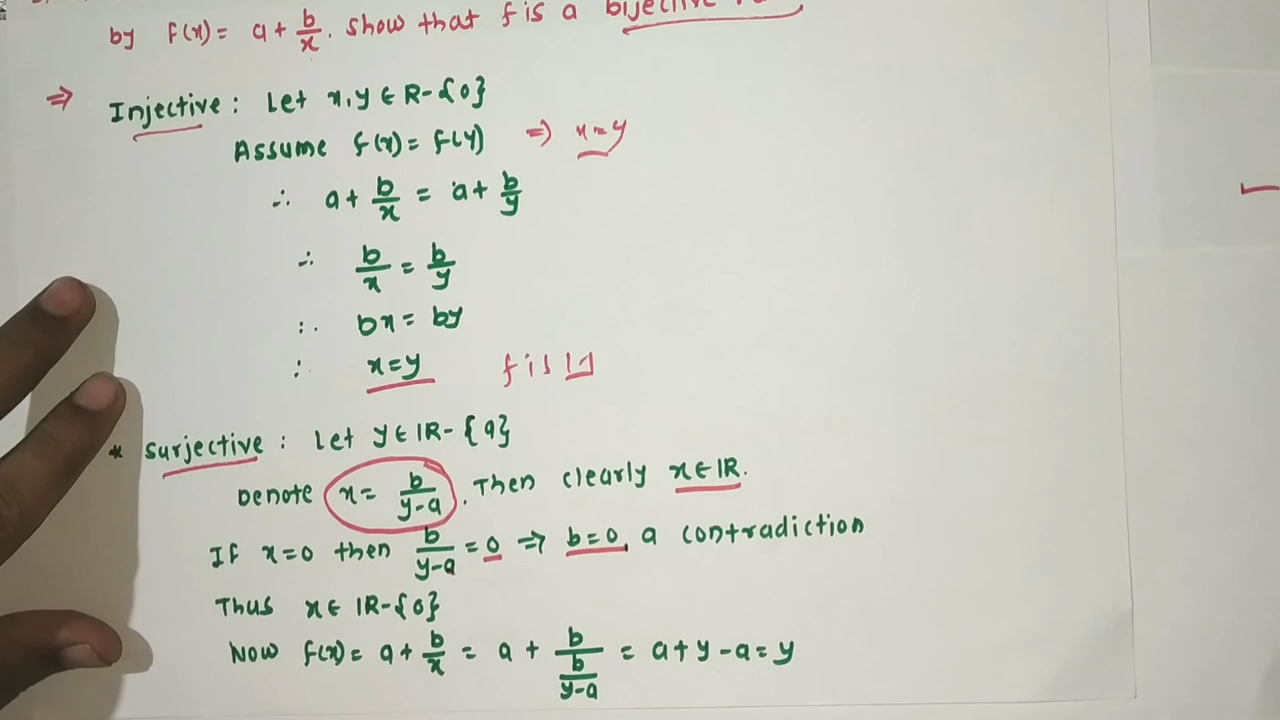 by f(x) = a + b/x. show that f is a bijective
⇒ Injective : Let x, y ∈ R-{0}
Assume f(x) = f(y) ⇒ x=y
∴ a + b/x = a + b/y
∴ b/x = b/y
∴ bx = by
∴ x=y f is 1-1
* Surjective : Let y ∈ IR - {a}
Denote x = b/(y-a). Then clearly x ∈ IR.
If x=0 then b/(y-a) = 0 ⇒ b=0, a contradiction
Thus x ∈ IR-{0}
Now f(x) = a + b/x = a + b/(b/(y-a)) = a + y - a = y